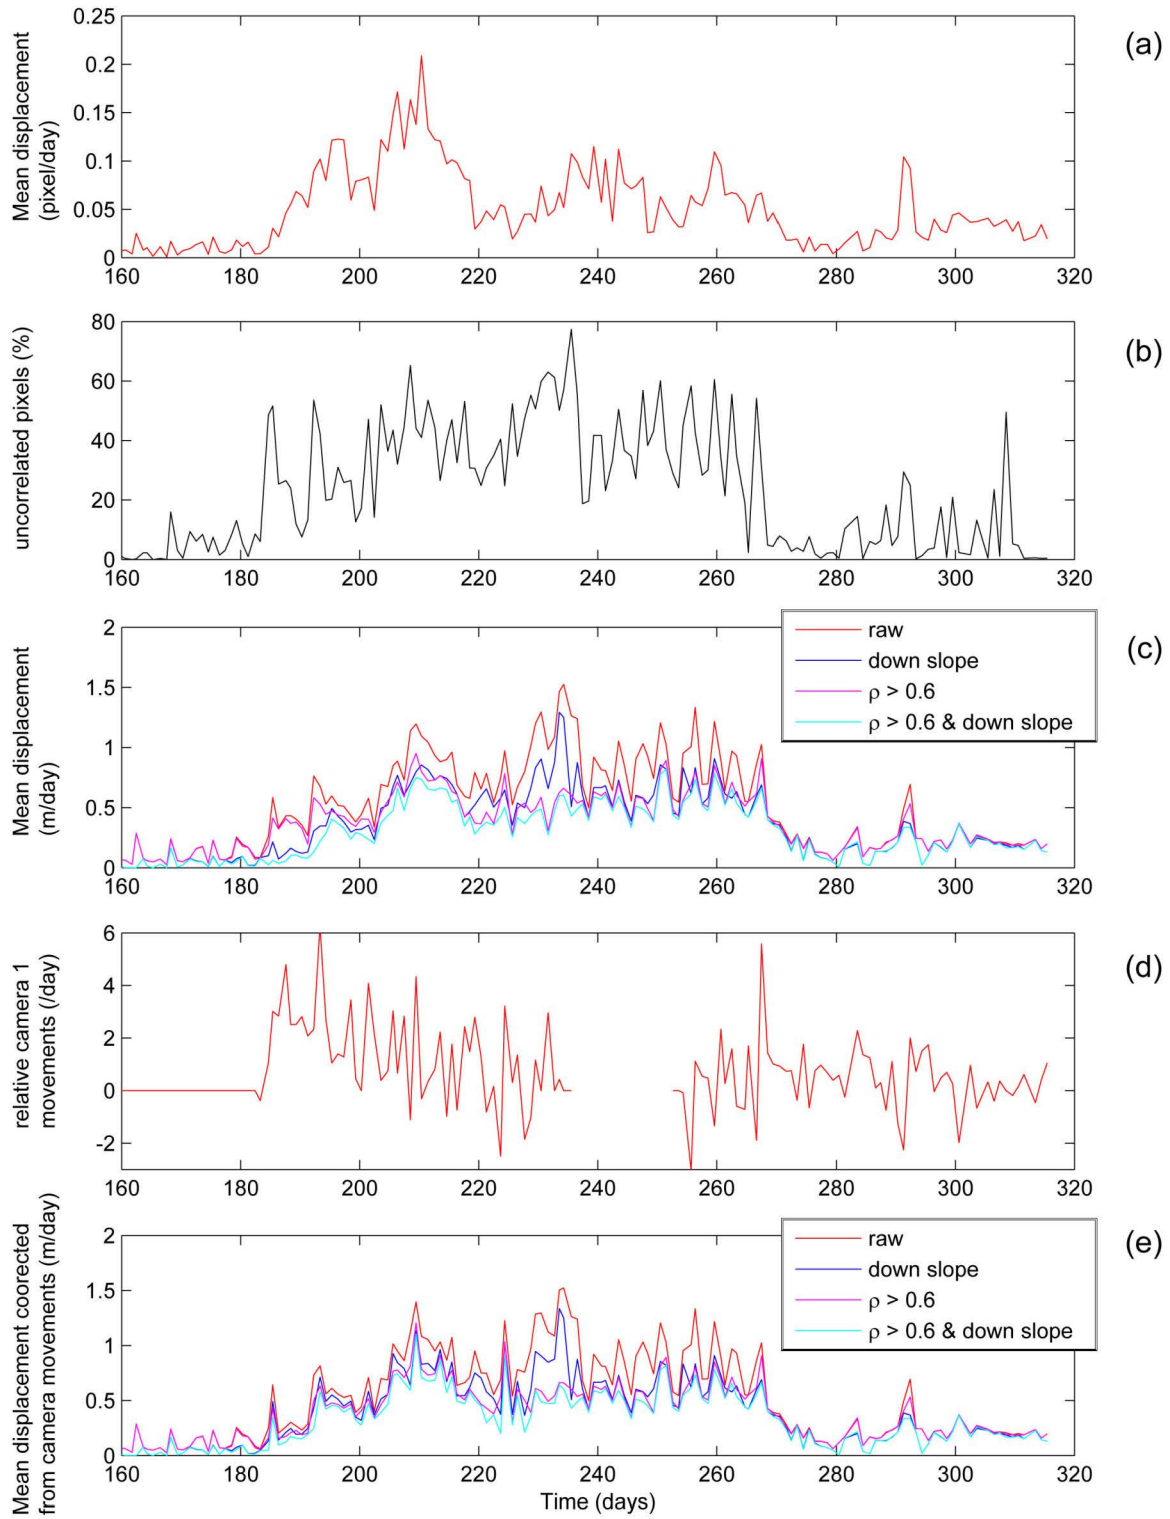 Mean displacement
(pixel/day)
0.25
0.2
0.15
0.1
0.05
0
160 180 200 220 240 260 280 300 320
(a)
uncorrelated pixels (%)
80
60
40
20
0
160 180 200 220 240 260 280 300 320
(b)
Mean displacement
(m/day)
2
1.5
1
0.5
0
160 180 200 220 240 260 280 300 320
raw
down slope
ρ > 0.6
ρ > 0.6 & down slope
(c)
relative camera 1
movements (/day)
6
4
2
0
-2
160 180 200 220 240 260 280 300 320
(d)
Mean displacement coorected
from camera movements (m/day)
2
1.5
1
0.5
0
160 180 200 220 240 260 280 300 320
Time (days)
raw
down slope
ρ > 0.6
ρ > 0.6 & down slope
(e)